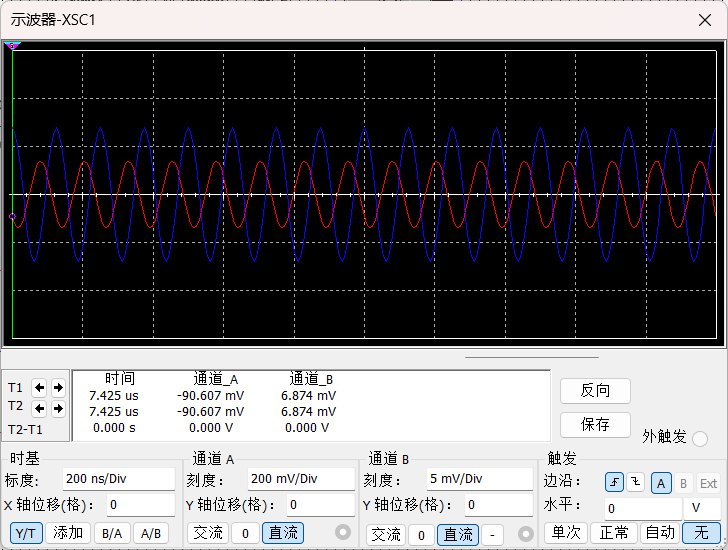 示波器-XSC1
时间 通道_A 通道_B
T1 7.425 us -90.607 mV 6.874 mV
T2 7.425 us -90.607 mV 6.874 mV
T2-T1 0.000 s 0.000 V 0.000 V
反向
保存
外触发
时基
标度: 200 ns/Div
X 轴位移(格): 0
Y/T 添加 B/A A/B
通道 A
刻度: 200 mV/Div
Y 轴位移(格): 0
交流 0 直流
通道 B
刻度: 5 mV/Div
Y 轴位移(格): 0
交流 0 直流 -
触发
边沿: A B Ext
水平: 0 V
单次 正常 自动 无